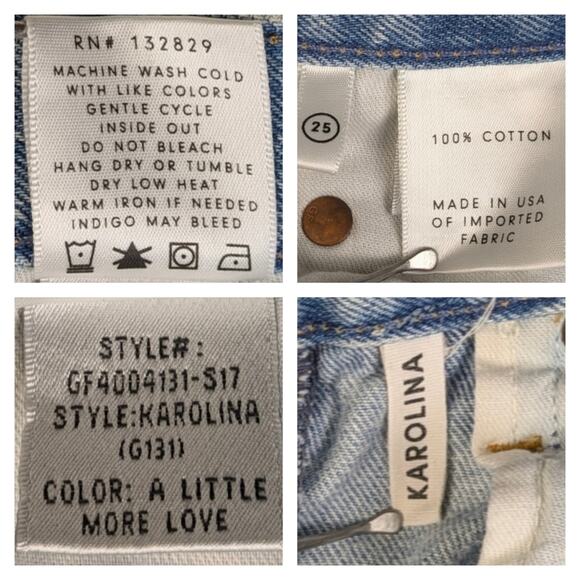 RN# 132829
MACHINE WASH COLD
WITH LIKE COLORS
GENTLE CYCLE
INSIDE OUT
DO NOT BLEACH
HANG DRY OR TUMBLE
DRY LOW HEAT
WARM IRON IF NEEDED
INDIGO MAY BLEED
25
100% COTTON
MADE IN USA
OF IMPORTED
FABRIC
STYLE#:
GF4004131-S17
STYLE:KAROLINA
(G131)
COLOR: A LITTLE
MORE LOVE
KAROLINA